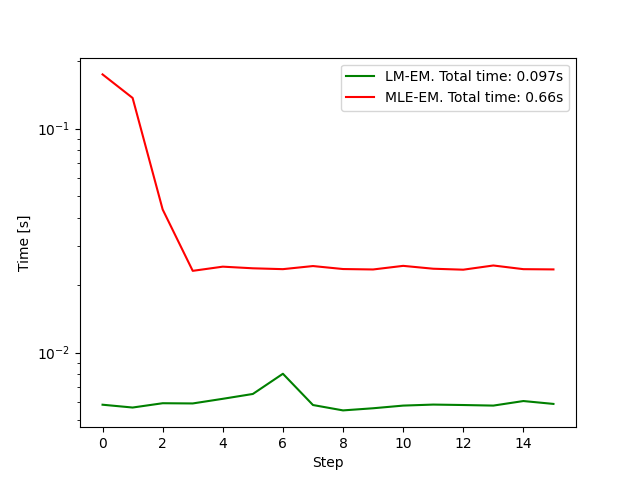 LM-EM. Total time: 0.097s
MLE-EM. Total time: 0.66s
10⁻¹
10⁻²
Time [s]
0 2 4 6 8 10 12 14
Step